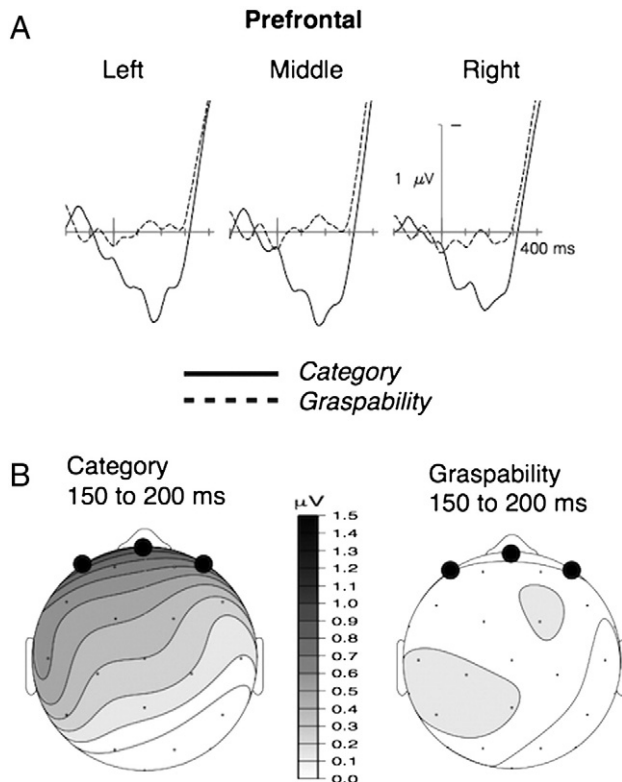 A
Prefrontal
Left Middle Right
1 μV
400 ms
Category
Graspability
B
Category
150 to 200 ms
μV
1.5
1.4
1.3
1.2
1.1
1.0
0.9
0.8
0.7
0.6
0.5
0.4
0.3
0.2
0.1
0.0
Graspability
150 to 200 ms